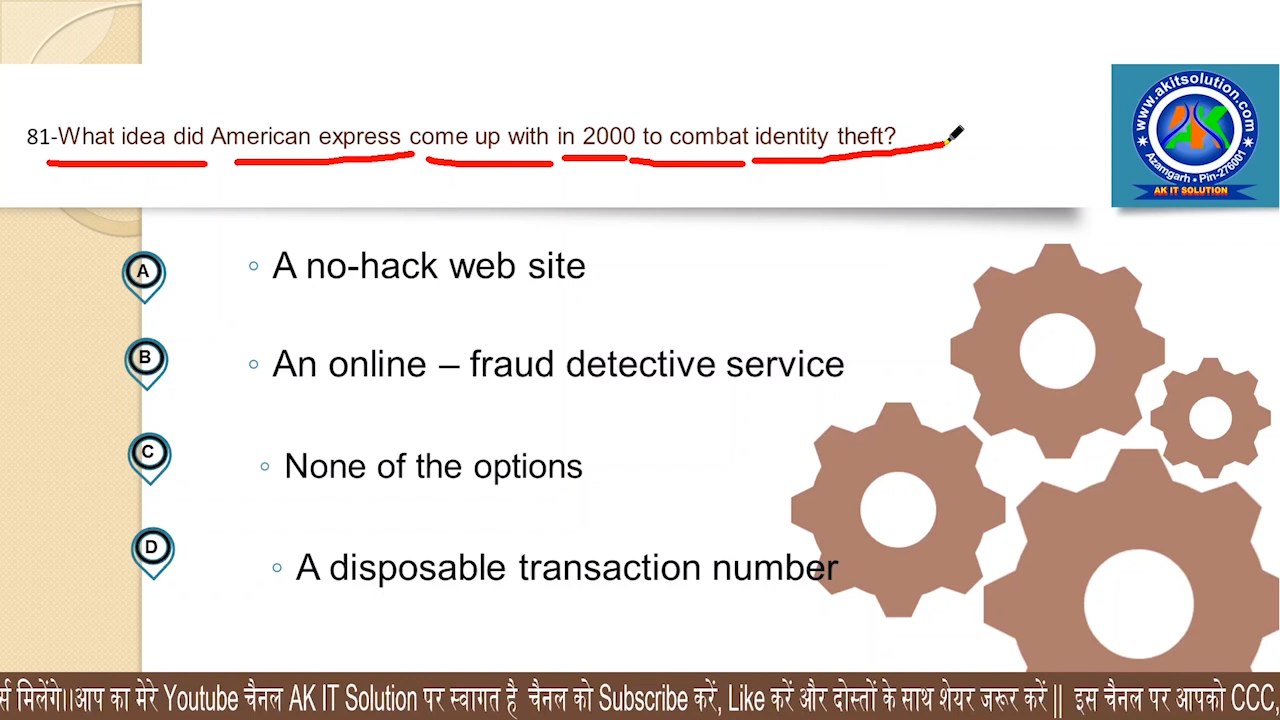 81-What idea did American express come up with in 2000 to combat identity theft?
www.akitsolution.com
AK
Azamgarh • Pin-276001
AK IT SOLUTION
A
◦ A no-hack web site
B
◦ An online – fraud detective service
C
◦ None of the options
D
◦ A disposable transaction number
र्स मिलेंगे।।आप का मेरे Youtube चैनल AK IT Solution पर स्वागत है चैनल को Subscribe करें, Like करें और दोस्तों के साथ शेयर जरूर करें || इस चैनल पर आपको CCC,